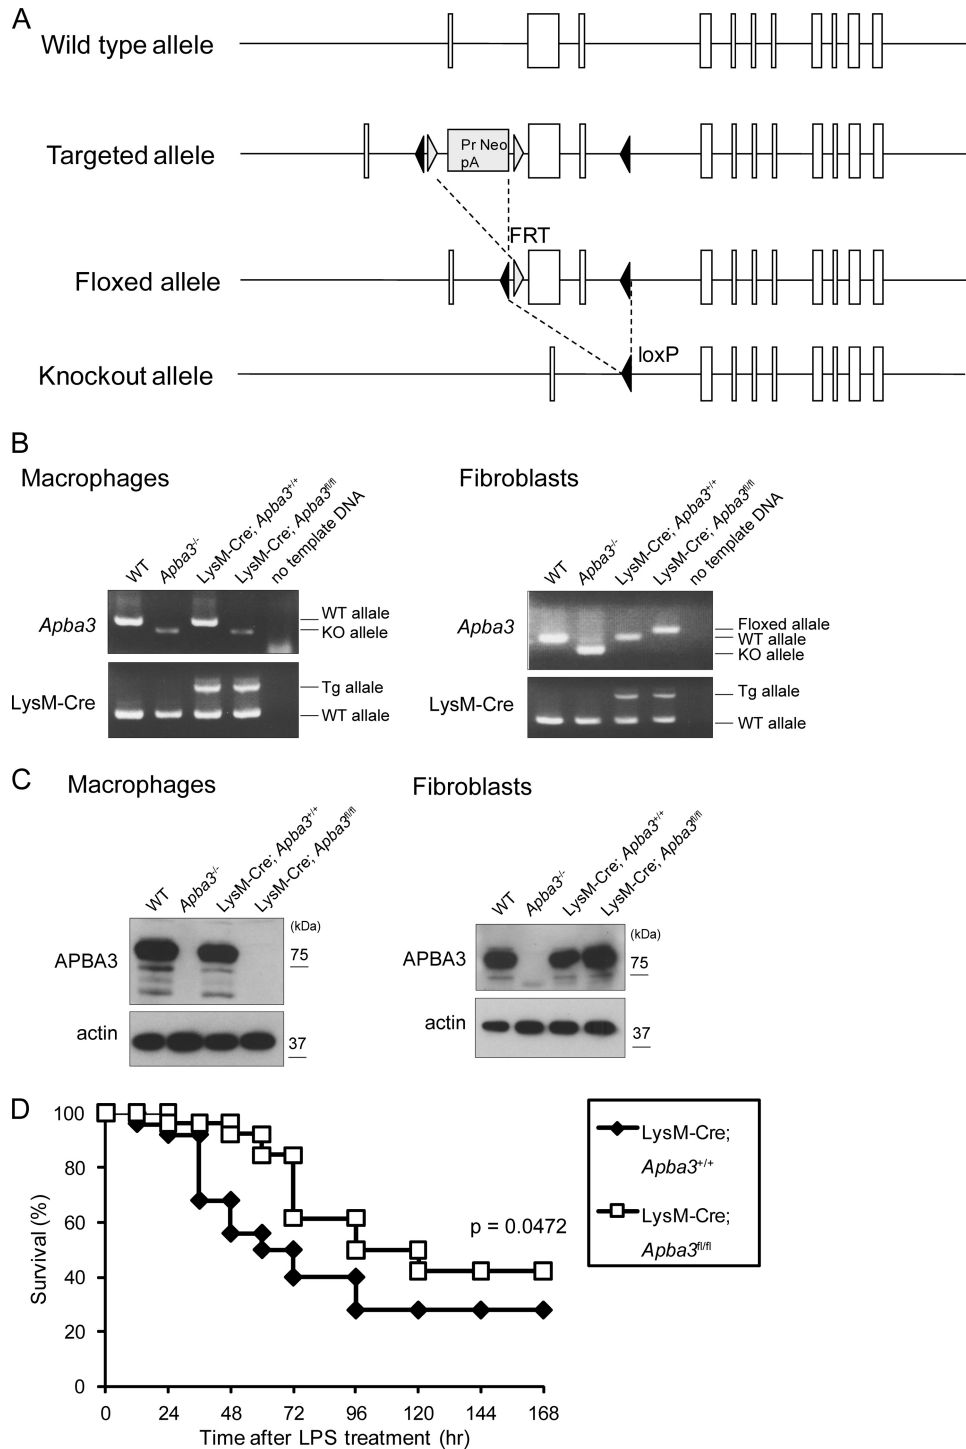 A
Wild type allele
Targeted allele
Pr Neo
pA
FRT
Floxed allele
loxP
Knockout allele
B
Macrophages
WT
Apba3-/-
LysM-Cre; Apba3+/+
LysM-Cre; Apba3fl/fl
no template DNA
Apba3
WT allale
KO allele
LysM-Cre
Tg allale
WT allale
Fibroblasts
WT
Apba3-/-
LysM-Cre; Apba3+/+
LysM-Cre; Apba3fl/fl
no template DNA
Apba3
Floxed allale
WT allale
KO allele
LysM-Cre
Tg allale
WT allale
C
Macrophages
WT
Apba3-/-
LysM-Cre; Apba3+/+
LysM-Cre; Apba3fl/fl
(kDa)
APBA3
75
actin
37
Fibroblasts
WT
Apba3-/-
LysM-Cre; Apba3+/+
LysM-Cre; Apba3fl/fl
(kDa)
APBA3
75
actin
37
D
Survival (%)
100
80
60
40
20
0
0 24 48 72 96 120 144 168
Time after LPS treatment (hr)
p = 0.0472
LysM-Cre;
Apba3+/+
LysM-Cre;
Apba3fl/fl